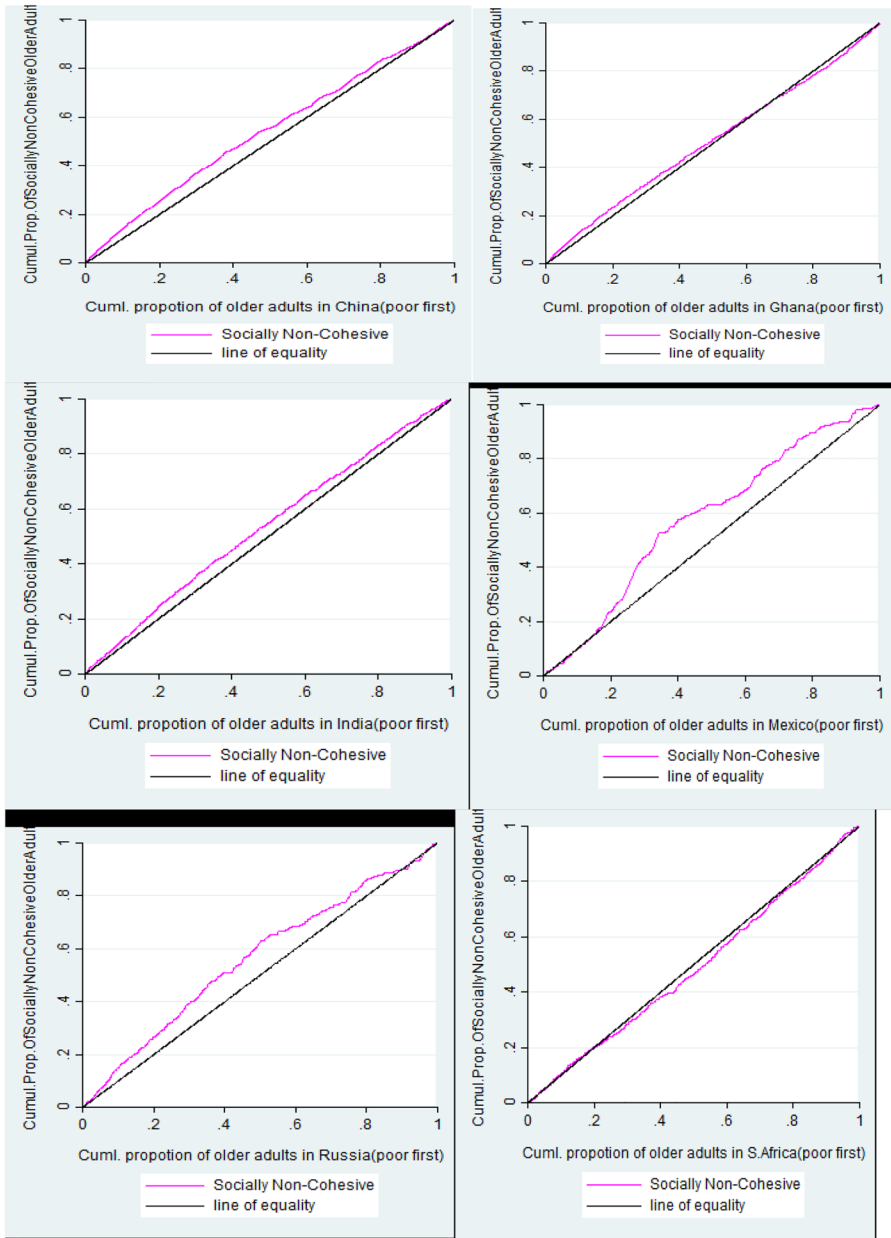 Cumul.Prop.OfSociallyNonCohesiveOlderAdult
0 .2 .4 .6 .8 1
0 .2 .4 .6 .8 1
Cuml. propotion of older adults in China(poor first)
Socially Non-Cohesive
line of equality
Cumul.Prop.OfSociallyNonCohesiveOlderAdult
0 .2 .4 .6 .8 1
0 .2 .4 .6 .8 1
Cuml. propotion of older adults in Ghana(poor first)
Socially Non-Cohesive
line of equality
Cumul.Prop.OfSociallyNonCohesiveOlderAdult
0 .2 .4 .6 .8 1
0 .2 .4 .6 .8 1
Cuml. propotion of older adults in India(poor first)
Socially Non-Cohesive
line of equality
Cumul.Prop.OfSociallyNonCohesiveOlderAdult
0 .2 .4 .6 .8 1
0 .2 .4 .6 .8 1
Cuml. propotion of older adults in Mexico(poor first)
Socially Non-Cohesive
line of equality
Cumul.Prop.OfSociallyNonCohesiveOlderAdult
0 .2 .4 .6 .8 1
0 .2 .4 .6 .8 1
Cuml. propotion of older adults in Russia(poor first)
Socially Non-Cohesive
line of equality
Cumul.Prop.OfSociallyNonCohesiveOlderAdult
0 .2 .4 .6 .8 1
0 .2 .4 .6 .8 1
Cuml. propotion of older adults in S.Africa(poor first)
Socially Non-Cohesive
line of equality